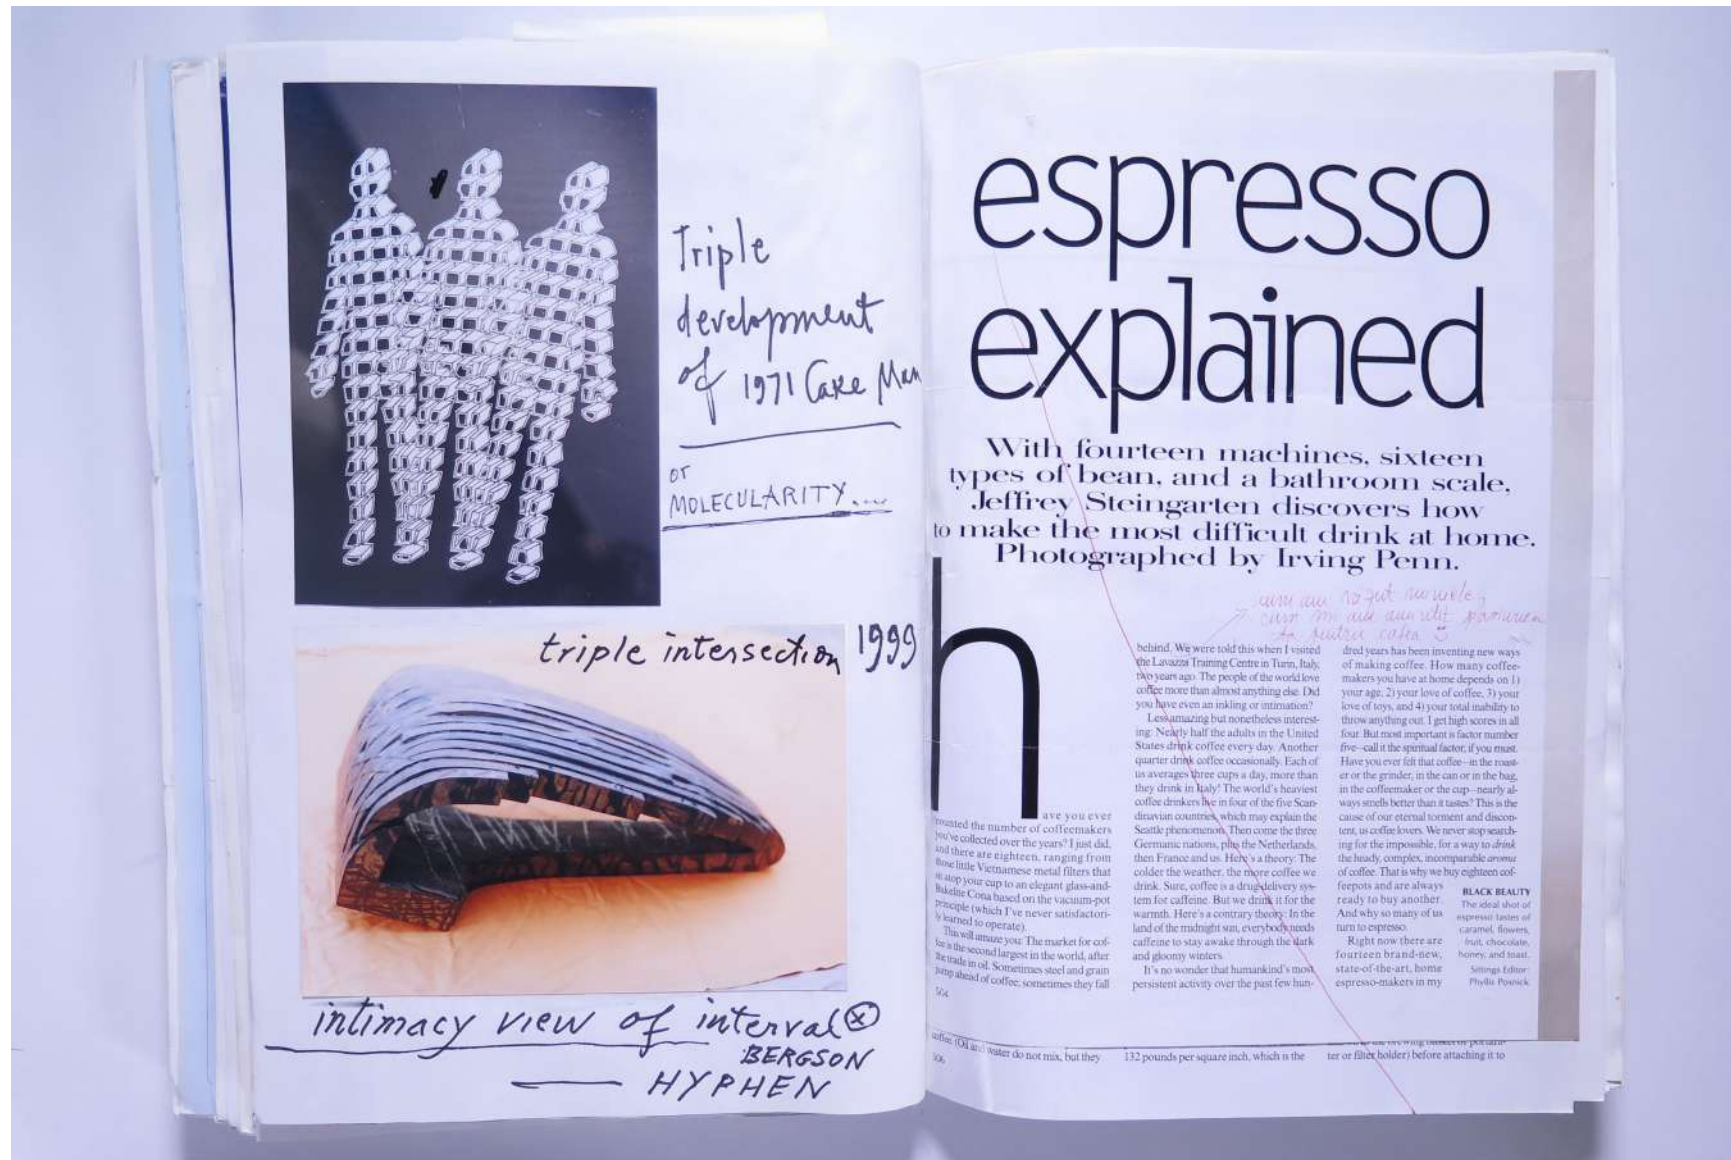 Triple
development
of 1971 Cake Man
or
MOLECULARITY....
triple intersection 1999
intimacy view of interval
BERGSON
HYPHEN
espresso
explained
With fourteen machines, sixteen
types of bean, and a bathroom scale,
Jeffrey Steingarten discovers how
to make the most difficult drink at home.
Photographed by Irving Penn.
h
ave you ever
counted the number of coffeemakers
you've collected over the years? I just did,
and there are eighteen, ranging from
those little Vietnamese metal filters that
sit atop your cup to an elegant glass-and-
Bakelite Cona based on the vacuum-pot
principle (which I've never satisfactori-
ly learned to operate).
This will amaze you: The market for cof-
fee is the second largest in the world, after
the trade in oil. Sometimes steel and grain
jump ahead of coffee; sometimes they fall
504
behind. We were told this when I visited
the Lavazza Training Centre in Turin, Italy,
two years ago. The people of the world love
coffee more than almost anything else. Did
you have even an inkling or intimation?
Less amazing but nonetheless interest-
ing: Nearly half the adults in the United
States drink coffee every day. Another
quarter drink coffee occasionally. Each of
us averages three cups a day, more than
they drink in Italy! The world's heaviest
coffee drinkers live in four of the five Scan-
dinavian countries, which may explain the
Seattle phenomenon. Then come the three
Germanic nations, plus the Netherlands,
then France and us. Here's a theory: The
colder the weather, the more coffee we
drink. Sure, coffee is a drug-delivery sys-
tem for caffeine. But we drink it for the
warmth. Here's a contrary theory: In the
land of the midnight sun, everybody needs
caffeine to stay awake through the dark
and gloomy winters.
It's no wonder that humankind's most
persistent activity over the past few hun-
dred years has been inventing new ways
of making coffee. How many coffee-
makers you have at home depends on 1)
your age, 2) your love of coffee, 3) your
love of toys, and 4) your total inability to
throw anything out. I get high scores in all
four. But most important is factor number
five—call it the spiritual factor, if you must.
Have you ever felt that coffee—in the roast-
er or the grinder, in the can or in the bag,
in the coffeemaker or the cup—nearly al-
ways smells better than it tastes? This is the
cause of our eternal torment and discon-
tent, us coffee lovers. We never stop search-
ing for the impossible, for a way to drink
the heady, complex, incomparable aroma
of coffee. That is why we buy eighteen cof-
feepots and are always
ready to buy another.
And why so many of us
turn to espresso.
Right now there are
fourteen brand-new,
state-of-the-art, home
espresso-makers in my
BLACK BEAUTY
The ideal shot of
espresso tastes of
caramel, flowers,
fruit, chocolate,
honey, and toast.
Sittings Editor:
Phyllis Posnick
coffee. (Oil and water do not mix, but they
506
132 pounds per square inch, which is the
ter or filter holder) before attaching it to